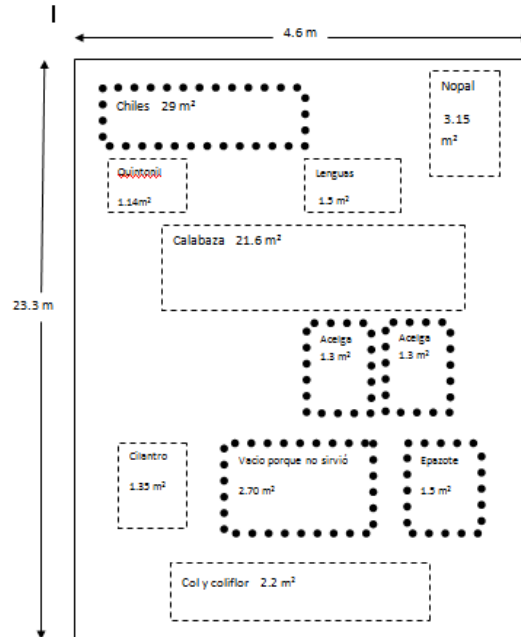 I
4.6 m
Nopal
3.15
m²
Chiles 29 m²
Quintonil
1.14m²
Lenguas
1.5 m²
Calabaza 21.6 m²
23.3 m
Acelga
1.3 m²
Acelga
1.3 m²
Cilantro
1.35 m²
Vacio porque no sirvió
2.70 m²
Epazote
1.5 m²
Col y coliflor 2.2 m²